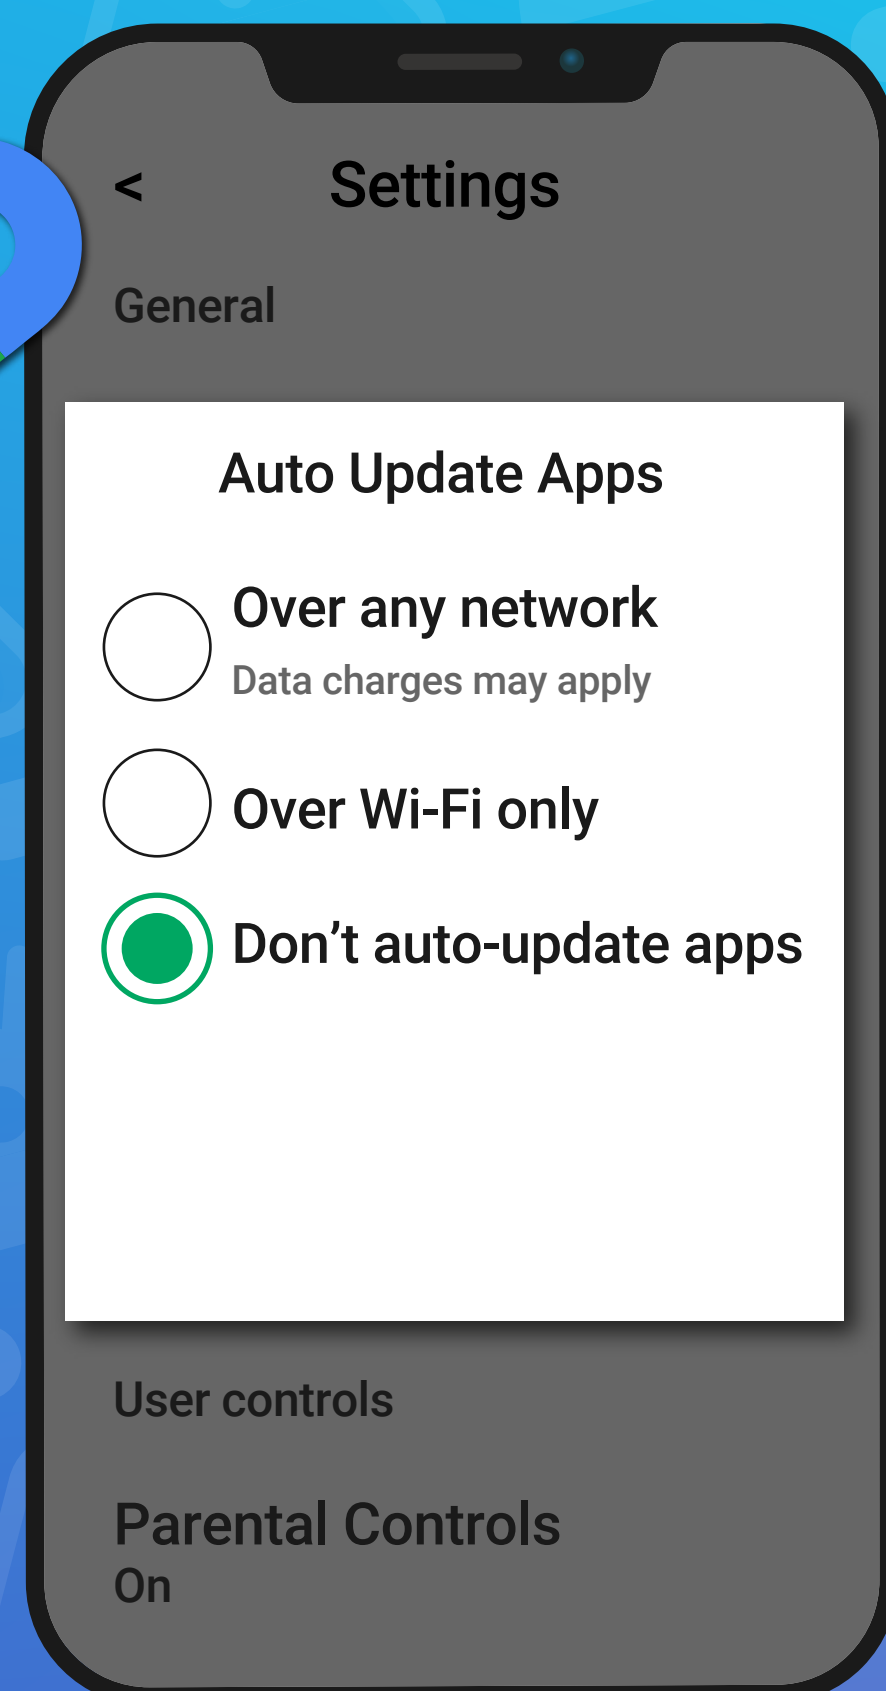 < Settings
General
Auto Update Apps
Over any network
Data charges may apply
Over Wi-Fi only
Don’t auto-update apps
User controls
Parental Controls
On